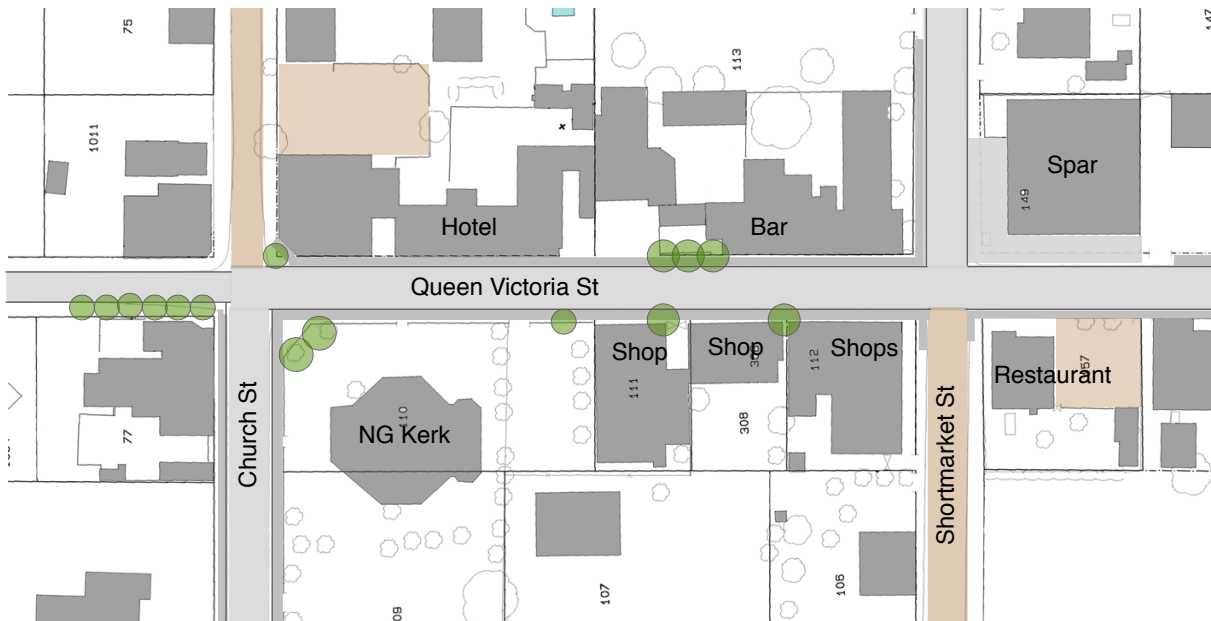 75
147
113
1011
Spar
149
Hotel
Bar
Queen Victoria St
Shop
Shop
Shops
111
112
Restaurant
Church St
NG Kerk
77
308
Shortmarket St
107
106